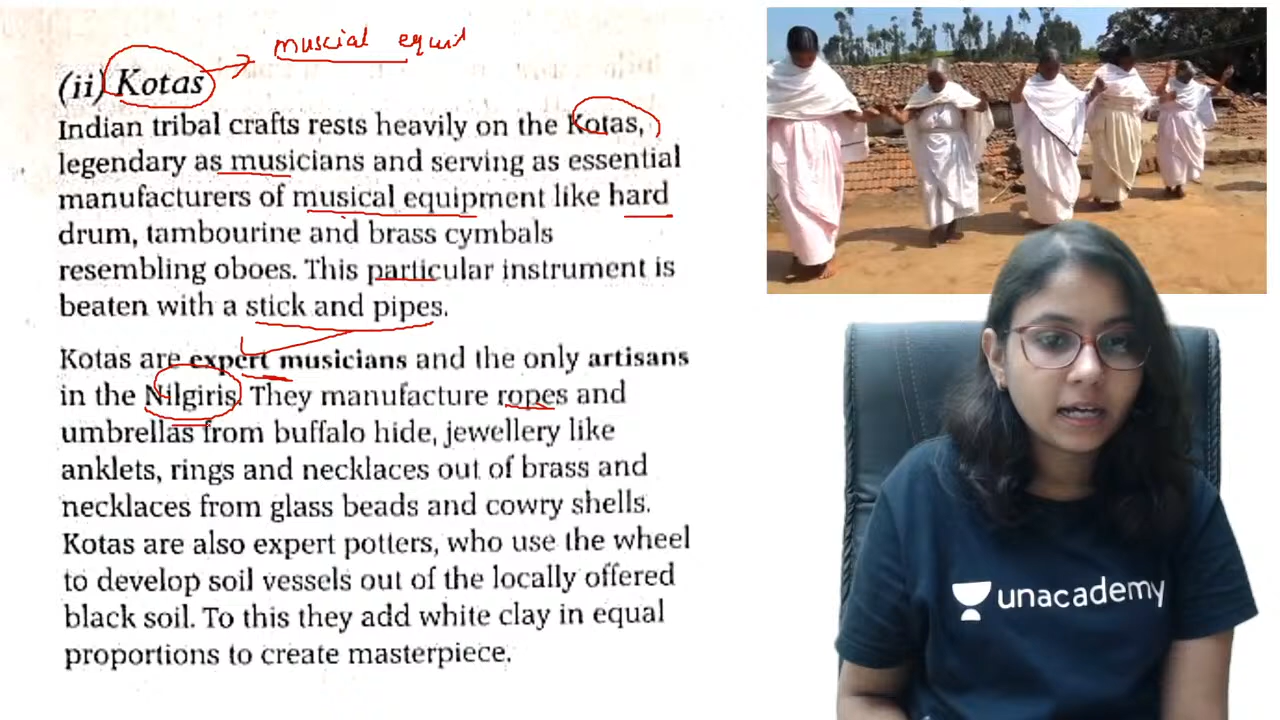 muscial equi
(ii) Kotas
Indian tribal crafts rests heavily on the Kotas,
legendary as musicians and serving as essential
manufacturers of musical equipment like hard
drum, tambourine and brass cymbals
resembling oboes. This particular instrument is
beaten with a stick and pipes.
Kotas are expert musicians and the only artisans
in the Nilgiris. They manufacture ropes and
umbrellas from buffalo hide, jewellery like
anklets, rings and necklaces out of brass and
necklaces from glass beads and cowry shells.
Kotas are also expert potters, who use the wheel
to develop soil vessels out of the locally offered
black soil. To this they add white clay in equal
proportions to create masterpiece.
unacademy